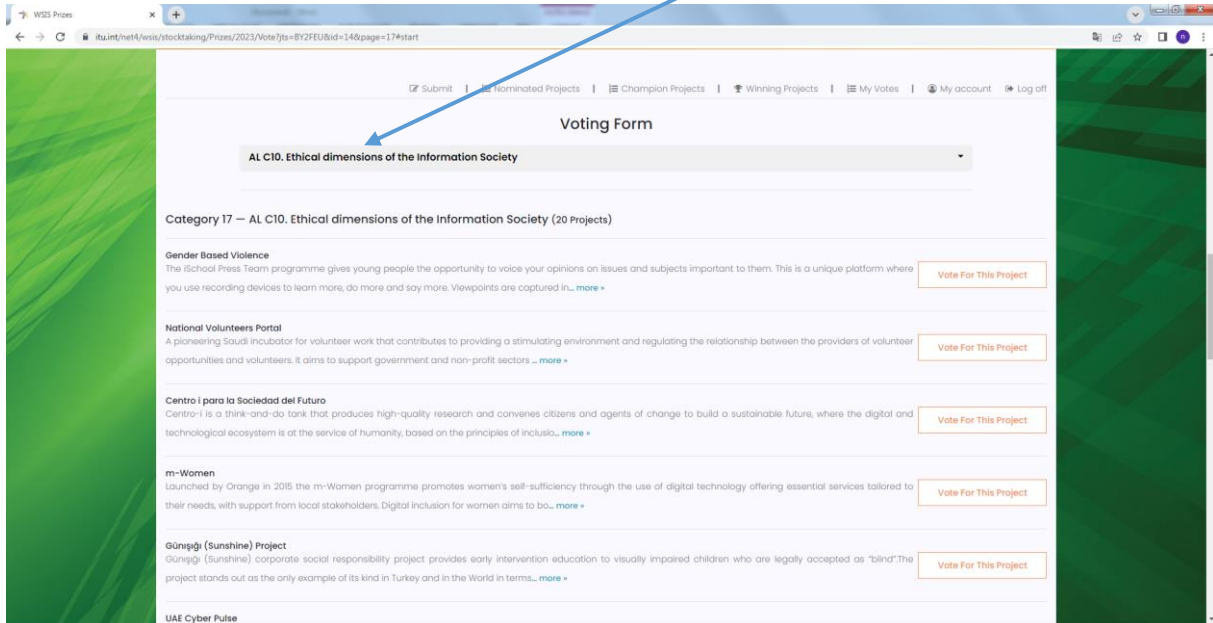 WSIS Prizes
itu.int/net4/wsis/stocktaking/Prizes/2023/Vote?jts=BY2FEU&id=14&page=17#start
Submit | Nominated Projects | Champion Projects | Winning Projects | My Votes | My account Log off
Voting Form
AL C10. Ethical dimensions of the Information Society
Category 17 — AL C10. Ethical dimensions of the Information Society (20 Projects)
Gender Based Violence
The iSchool Press Team programme gives young people the opportunity to voice your opinions on issues and subjects important to them. This is a unique platform where
you use recording devices to learn more, do more and say more. Viewpoints are captured in... more »
Vote For This Project
National Volunteers Portal
A pioneering Saudi incubator for volunteer work that contributes to providing a stimulating environment and regulating the relationship between the providers of volunteer
opportunities and volunteers. It aims to support government and non-profit sectors ... more »
Vote For This Project
Centro i para la Sociedad del Futuro
Centro-i is a think-and-do tank that produces high-quality research and convenes citizens and agents of change to build a sustainable future, where the digital and
technological ecosystem is at the service of humanity, based on the principles of inclusio... more »
Vote For This Project
m-Women
Launched by Orange in 2015 the m-Women programme promotes women's self-sufficiency through the use of digital technology offering essential services tailored to
their needs, with support from local stakeholders. Digital inclusion for women aims to bo... more »
Vote For This Project
Günışığı (Sunshine) Project
Günışığı (Sunshine) corporate social responsibility project provides early intervention education to visually impaired children who are legally accepted as "blind".The
project stands out as the only example of its kind in Turkey and in the World in terms... more »
Vote For This Project
UAE Cyber Pulse